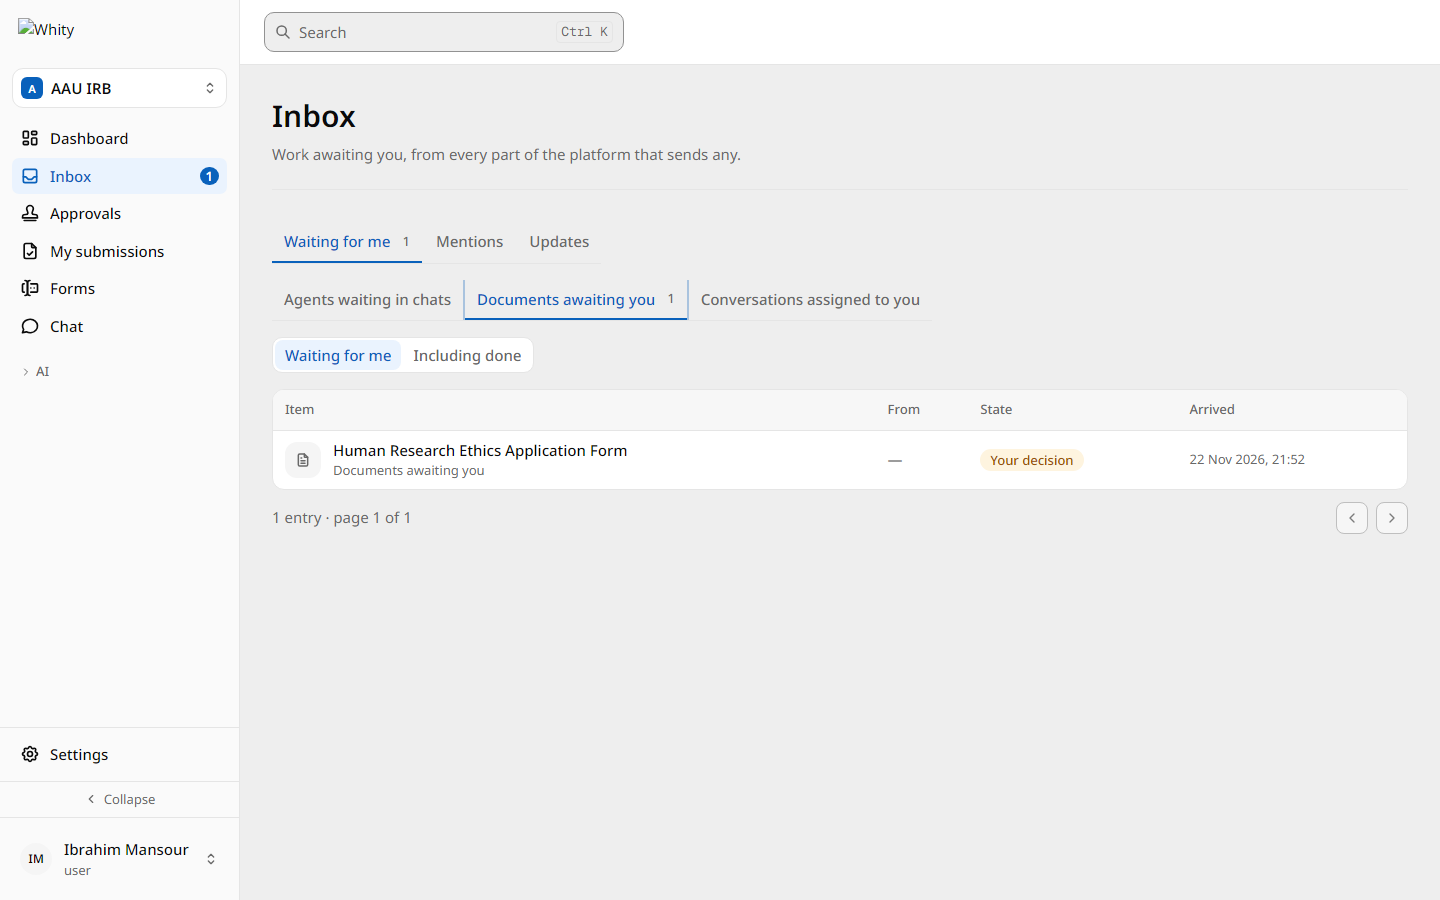 Whity
Search
Ctrl K
A
AAU IRB
Dashboard
Inbox
1
Approvals
My submissions
Forms
Chat
AI
Settings
Collapse
IM
Ibrahim Mansour
user
Inbox
Work awaiting you, from every part of the platform that sends any.
Waiting for me 1 Mentions Updates
Agents waiting in chats Documents awaiting you 1 Conversations assigned to you
Waiting for me Including done
Item From State Arrived
Human Research Ethics Application Form
Documents awaiting you
— Your decision 22 Nov 2026, 21:52
1 entry · page 1 of 1